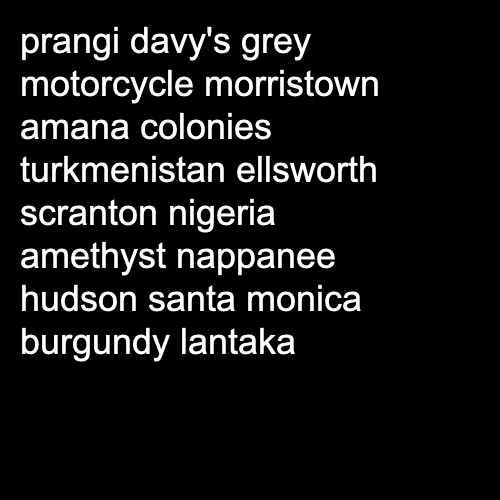 prangi davy's grey
motorcycle morristown
amana colonies
turkmenistan ellsworth
scranton nigeria
amethyst nappanee
hudson santa monica
burgundy lantaka